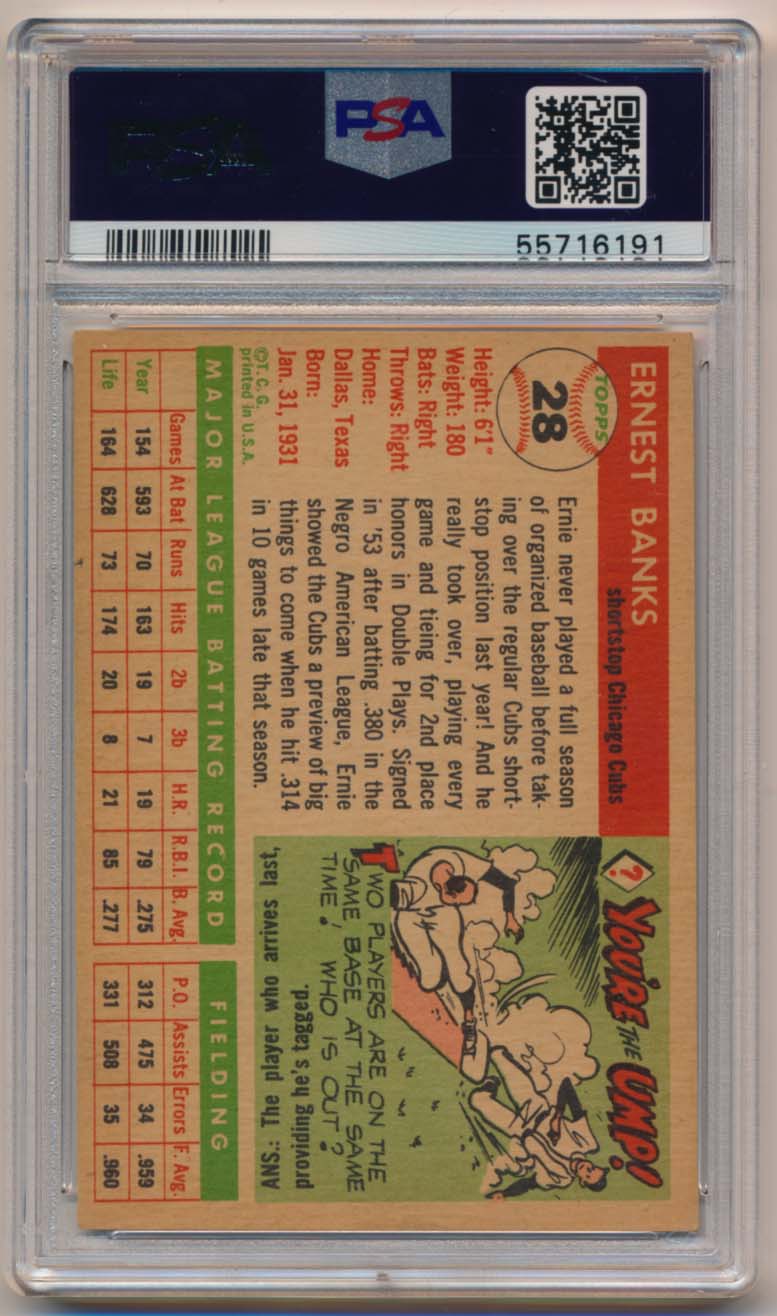 PSA
55716191
TOPPS
28
ERNEST BANKS
shortstop Chicago Cubs
Height: 6'1"
Weight: 180
Bats: Right
Throws: Right
Home:
Dallas, Texas
Born:
Jan. 31, 1931
©T. C. G.
printed in U.S.A.
Ernie never played a full season
of organized baseball before tak-
ing over the regular Cubs short-
stop position last year! And he
really took over, playing every
game and tieing for 2nd place
honors in Double Plays. Signed
in '53 after batting .380 in the
Negro American League, Ernie
showed the Cubs a preview of big
things to come when he hit .314
in 10 games late that season.
? YOU'RE THE UMP!
TWO PLAYERS ARE ON THE
SAME BASE AT THE SAME
TIME! WHO IS OUT?
ANS.: The player who arrives last,
providing he's tagged.
MAJOR LEAGUE BATTING RECORD FIELDING
Games At Bat Runs Hits 2b 3b H.R. R.B.I. B. Avg. P.O. Assists Errors F. Avg.
Year 154 593 70 163 19 7 19 79 .275 312 475 34 .959
Life 164 628 73 174 20 8 21 85 .277 331 508 35 .960